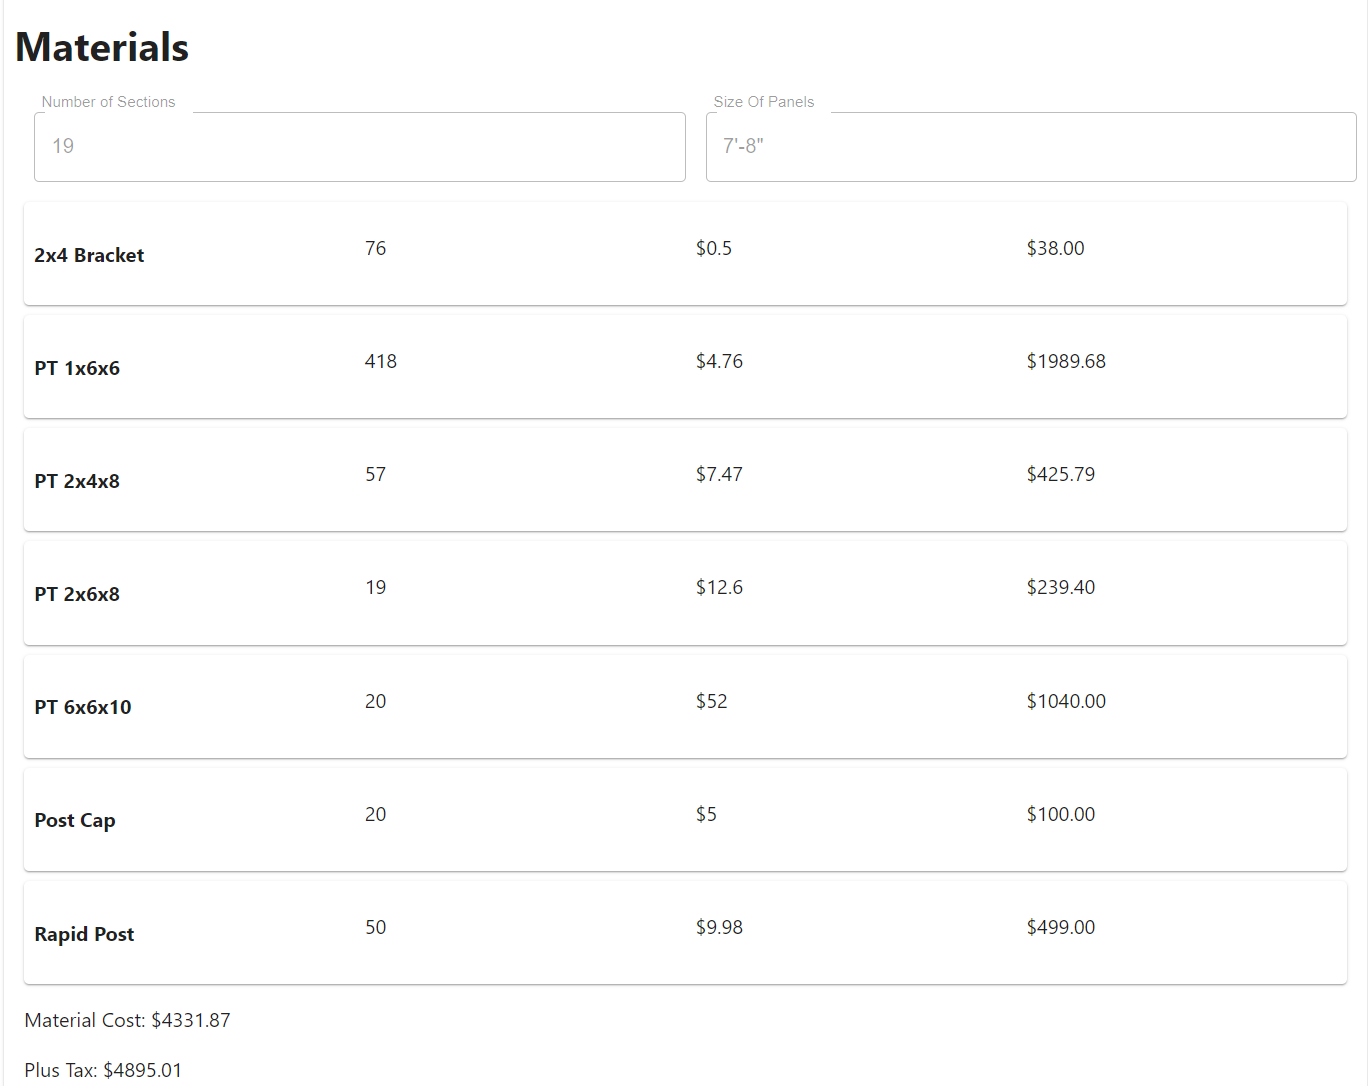 Materials
Number of Sections Size Of Panels
19 7'-8"
2x4 Bracket 76 $0.5 $38.00
PT 1x6x6 418 $4.76 $1989.68
PT 2x4x8 57 $7.47 $425.79
PT 2x6x8 19 $12.6 $239.40
PT 6x6x10 20 $52 $1040.00
Post Cap 20 $5 $100.00
Rapid Post 50 $9.98 $499.00
Material Cost: $4331.87
Plus Tax: $4895.01